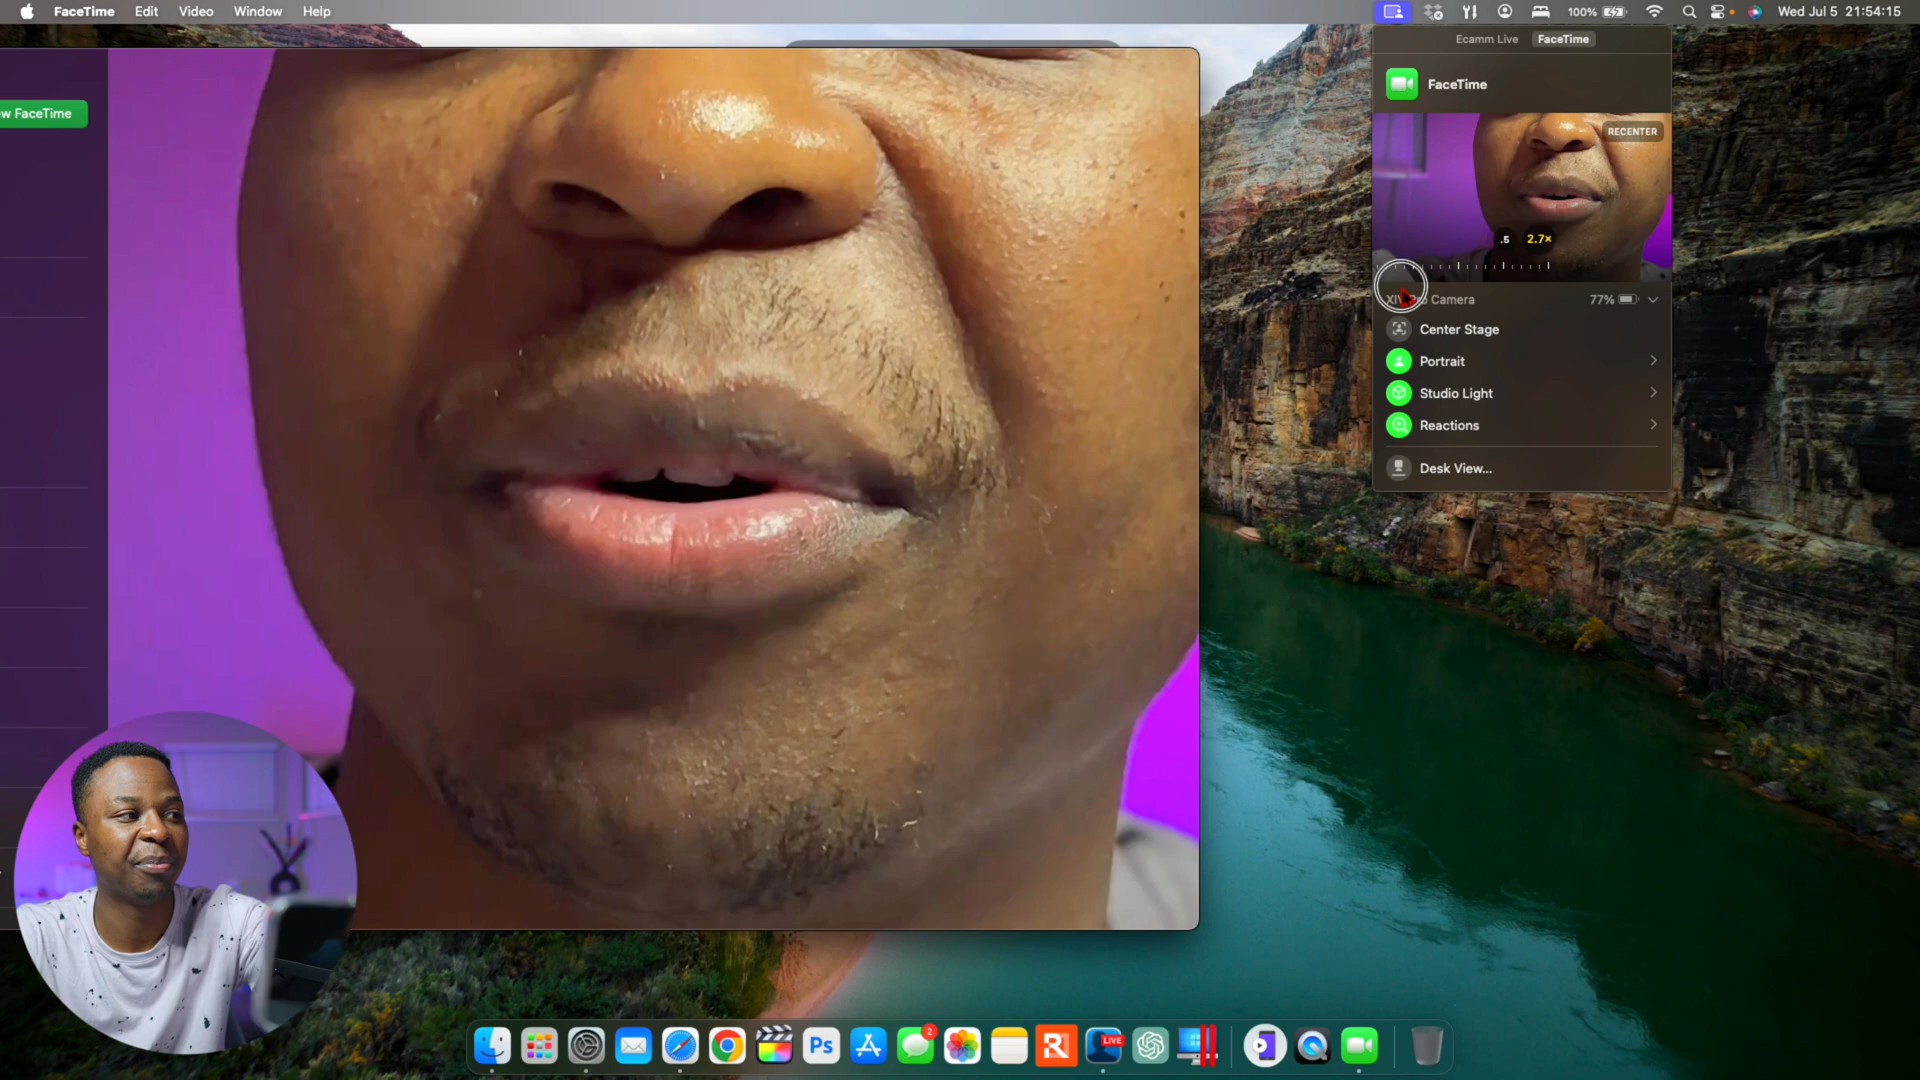 FaceTime Edit Video Window Help
100% Wed Jul 5 21:54:15
Ecamm Live FaceTime
FaceTime
w FaceTime
RECENTER
.5 2.7×
Camera 77%
Center Stage
Portrait
Studio Light
Reactions
Desk View...
Ps
2
R
LIVE